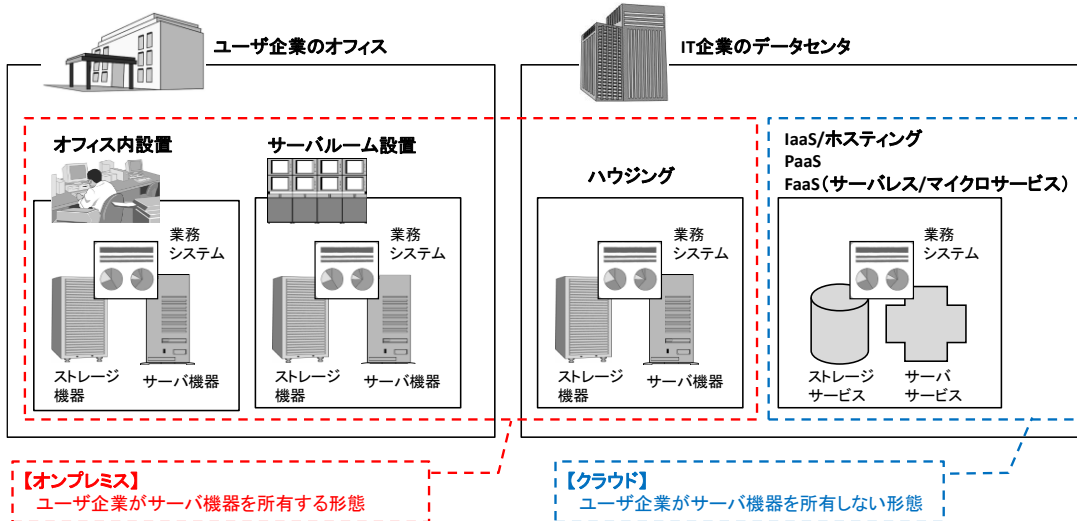 ユーザ企業のオフィス
IT企業のデータセンタ
オフィス内設置
サーバルーム設置
ハウジング
IaaS/ホスティング
PaaS
FaaS(サーバレス/マイクロサービス)
業務
システム
ストレージ
機器
サーバ機器
業務
システム
ストレージ
機器
サーバ機器
業務
システム
ストレージ
機器
サーバ機器
業務
システム
ストレージ
サービス
サーバ
サービス
【オンプレミス】
ユーザ企業がサーバ機器を所有する形態
【クラウド】
ユーザ企業がサーバ機器を所有しない形態